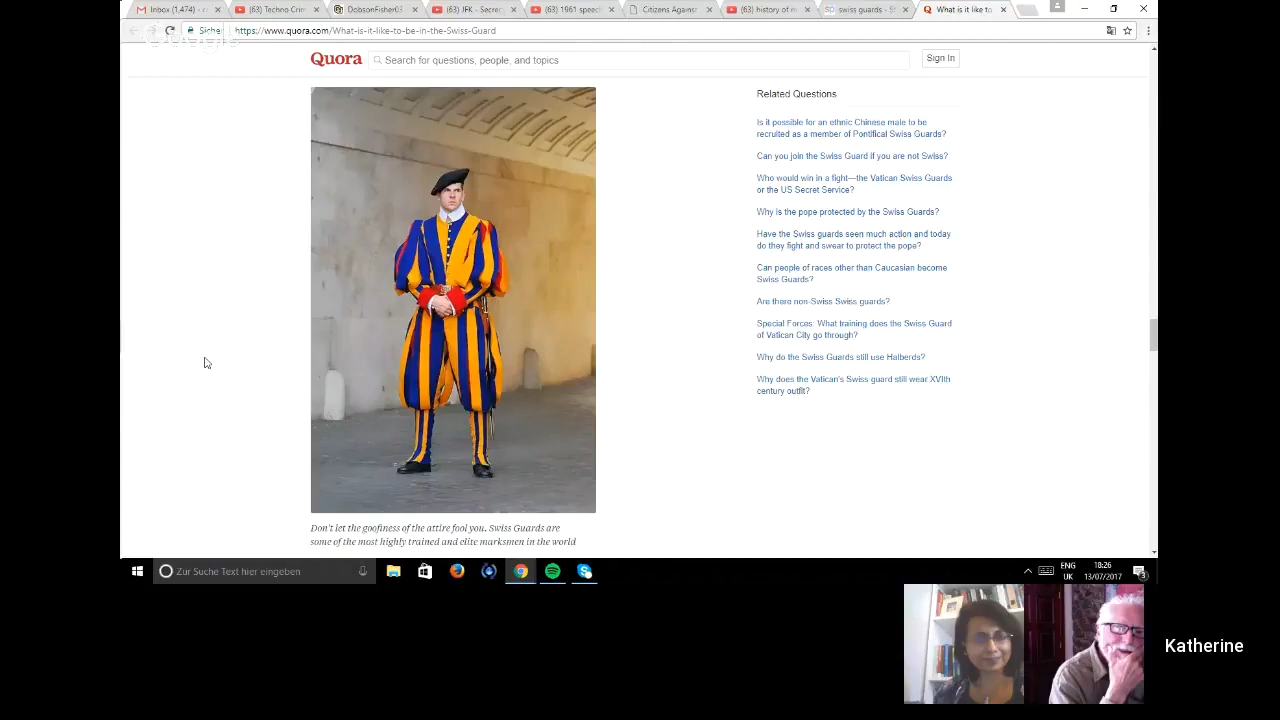 Inbox (1,474) - c
(63) Techno Crim
DobsonFisher03
(63) JFK - Secre
(63) 1961 speech
Citizens Agains
(63) history of m
swiss guards - S
What is it like to
https://www.quora.com/What-is-it-like-to-be-in-the-Swiss-Guard
Quora
Search for questions, people, and topics
Sign In
Related Questions
Is it possible for an ethnic Chinese male to be
recruited as a member of Pontifical Swiss Guards?
Can you join the Swiss Guard if you are not Swiss?
Who would win in a fight—the Vatican Swiss Guards
or the US Secret Service?
Why is the pope protected by the Swiss Guards?
Have the Swiss guards seen much action and today
do they fight and swear to protect the pope?
Can people of races other than Caucasian become
Swiss Guards?
Are there non-Swiss Swiss guards?
Special Forces: What training does the Swiss Guard
of Vatican City go through?
Why do the Swiss Guards still use Halberds?
Why does the Vatican's Swiss guard still wear XVIth
century outfit?
Don't let the goofiness of the attire fool you. Swiss Guards are
some of the most highly trained and elite marksmen in the world
Zur Suche Text hier eingeben
ENG
UK
18:26
13/07/2017
3
Katherine